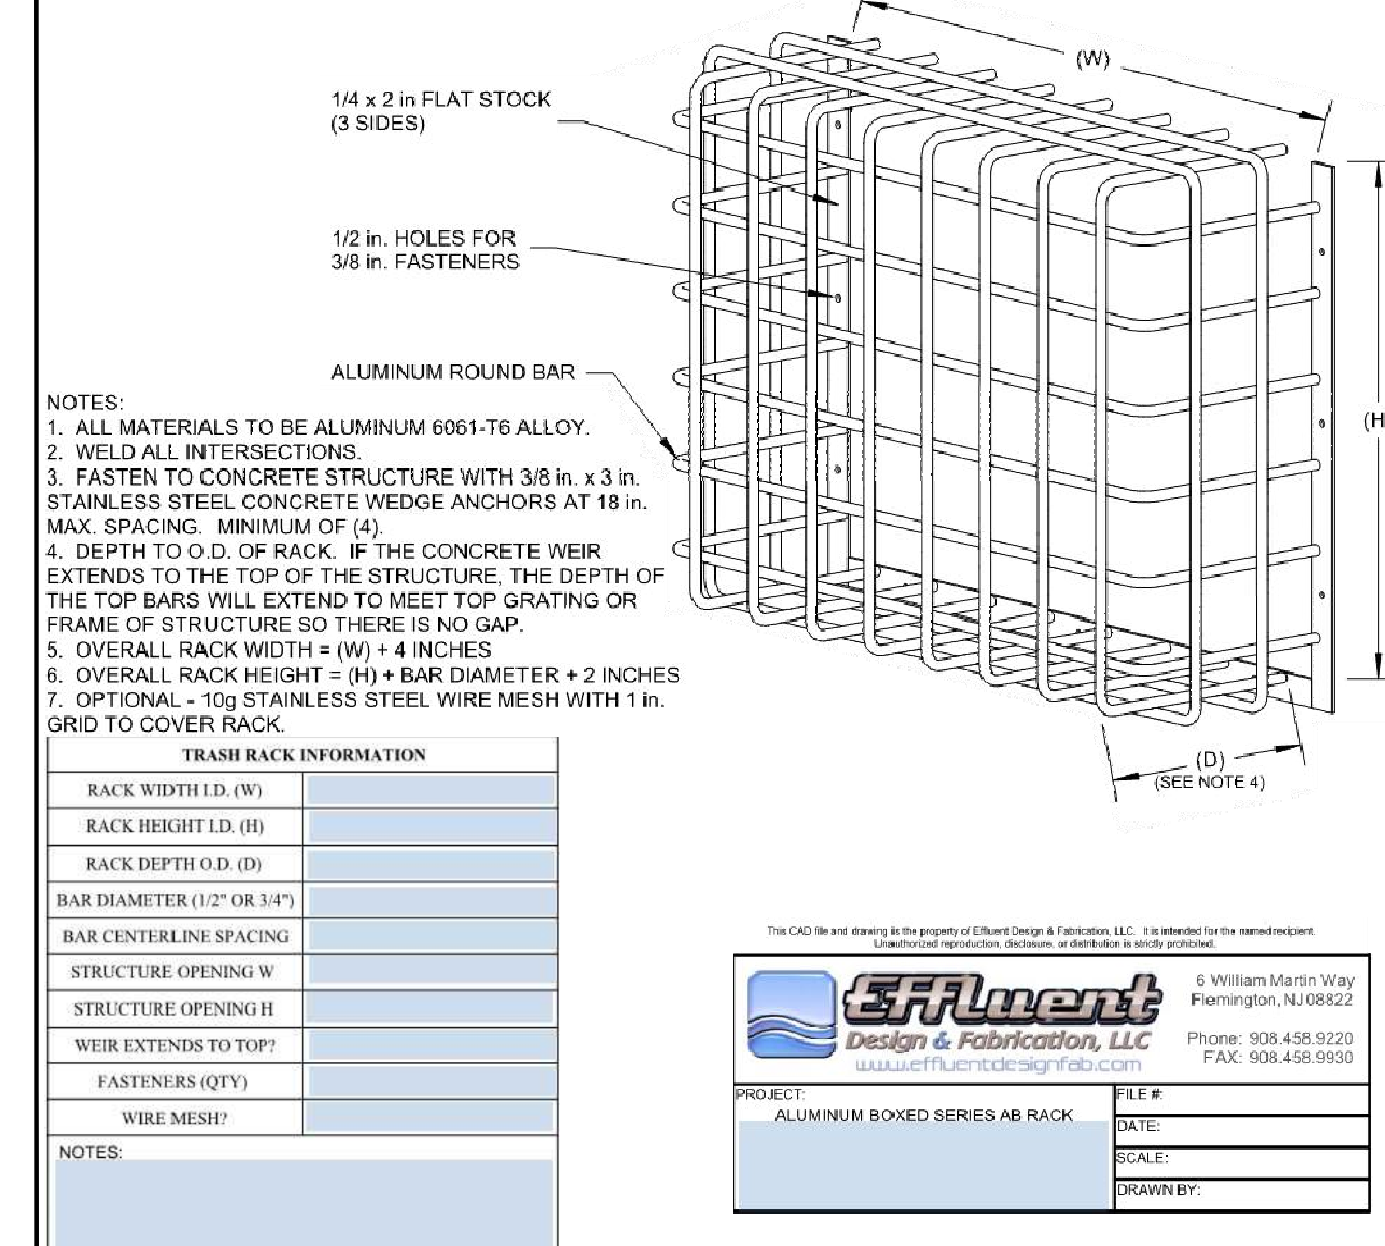 (W)
1/4 x 2 in FLAT STOCK
(3 SIDES)
1/2 in. HOLES FOR
3/8 in. FASTENERS
ALUMINUM ROUND BAR
(H
NOTES:
1. ALL MATERIALS TO BE ALUMINUM 6061-T6 ALLOY.
2. WELD ALL INTERSECTIONS.
3. FASTEN TO CONCRETE STRUCTURE WITH 3/8 in. x 3 in.
STAINLESS STEEL CONCRETE WEDGE ANCHORS AT 18 in.
MAX. SPACING. MINIMUM OF (4).
4. DEPTH TO O.D. OF RACK. IF THE CONCRETE WEIR
EXTENDS TO THE TOP OF THE STRUCTURE, THE DEPTH OF
THE TOP BARS WILL EXTEND TO MEET TOP GRATING OR
FRAME OF STRUCTURE SO THERE IS NO GAP.
5. OVERALL RACK WIDTH = (W) + 4 INCHES
6. OVERALL RACK HEIGHT = (H) + BAR DIAMETER + 2 INCHES
7. OPTIONAL - 10g STAINLESS STEEL WIRE MESH WITH 1 in.
GRID TO COVER RACK.
(D)
(SEE NOTE 4)
TRASH RACK INFORMATION
RACK WIDTH I.D. (W)
RACK HEIGHT I.D. (H)
RACK DEPTH O.D. (D)
BAR DIAMETER (1/2" OR 3/4")
BAR CENTERLINE SPACING
STRUCTURE OPENING W
STRUCTURE OPENING H
WEIR EXTENDS TO TOP?
FASTENERS (QTY)
WIRE MESH?
NOTES:
This CAD file and drawing is the property of Effluent Design & Fabrication, LLC. It is intended for the named recipient.
Unauthorized reproduction, disclosure, or distribution is strictly prohibited.
Effluent
Design & Fabrication, LLC
www.effluentdesignfab.com
6 William Martin Way
Flemington, NJ 08822
Phone: 908.458.9220
FAX: 908.458.9930
PROJECT:
ALUMINUM BOXED SERIES AB RACK
FILE #:
DATE:
SCALE:
DRAWN BY: